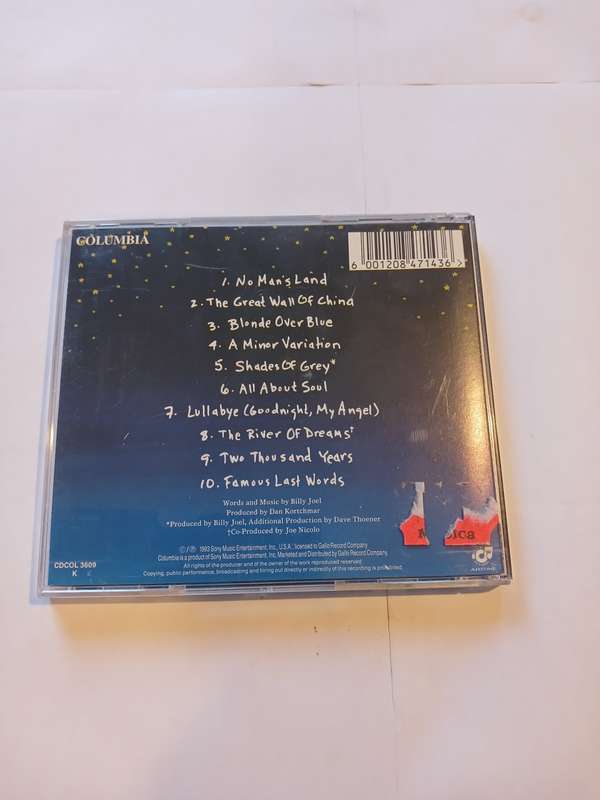 COLUMBIA
6 001208 471436 >
1. No Man's Land
2. The Great Wall Of China
3. Blonde Over Blue
4. A Minor Variation
5. Shades Of Grey*
6. All About Soul
7. Lullabye (Goodnight, My Angel)
8. The River Of Dreams†
9. Two Thousand Years
10. Famous Last Words
Words and Music by Billy Joel
Produced by Dan Kortchmar
*Produced by Billy Joel, Additional Production by Dave Thoener
†Co-Produced by Joe Nicolo
©/℗ 1993 Sony Music Entertainment, Inc., U.S.A. licensed to Gallo Record Company.
Columbia is a product of Sony Music Entertainment, Inc. Marketed and Distributed by Gallo Record Company.
All rights of the producer and of the owner of the work reproduced reserved.
Copying, public performance, broadcasting and hiring out directly or indirectly of this recording is prohibited.
CDCOL 3609
K